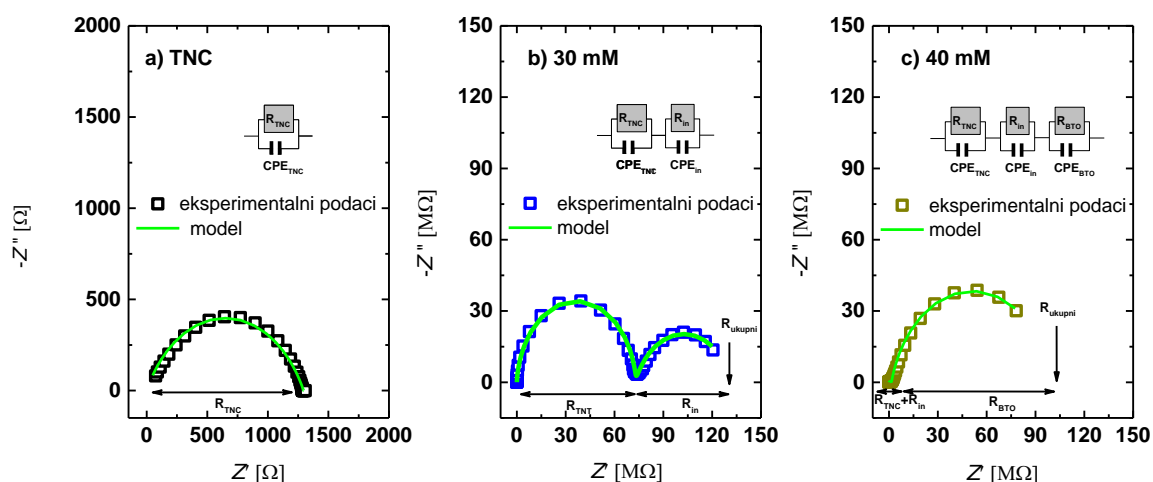 a) TNC
2000
1500
1000
500
0
-Z'' [Ω]
R_TNC
CPE_TNC
eksperimentalni podaci
model
R_TNC
0 500 1000 1500 2000
Z' [Ω]
b) 30 mM
150
120
90
60
30
0
-Z'' [MΩ]
R_TNC R_in
CPE_TNC CPE_in
eksperimentalni podaci
model
R_ukupni
R_TNT R_in
0 30 60 90 120 150
Z' [MΩ]
c) 40 mM
150
120
90
60
30
0
-Z'' [MΩ]
R_TNC R_in R_BTO
CPE_TNC CPE_in CPE_BTO
eksperimentalni podaci
model
R_ukupni
R_TNC+R_in R_BTO
0 30 60 90 120 150
Z' [MΩ]